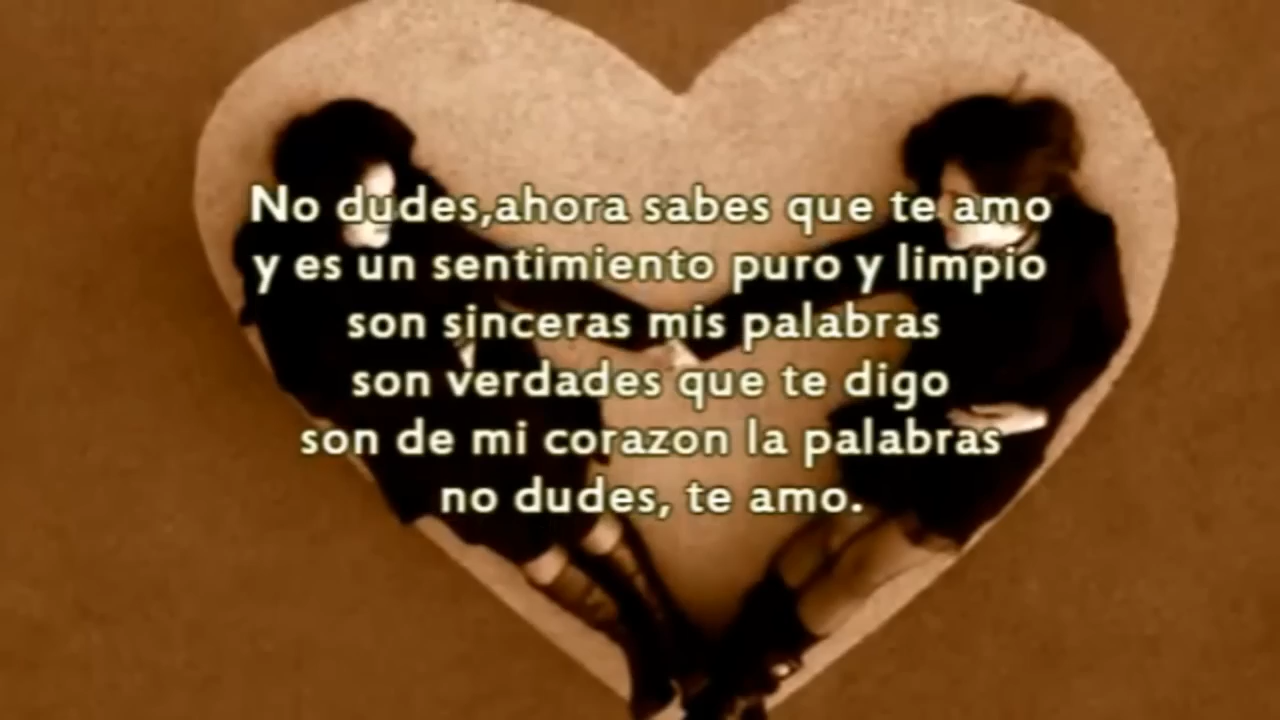 No dudes,ahora sabes que te amo
y es un sentimiento puro y limpio
son sinceras mis palabras
son verdades que te digo
son de mi corazon la palabras
no dudes, te amo.